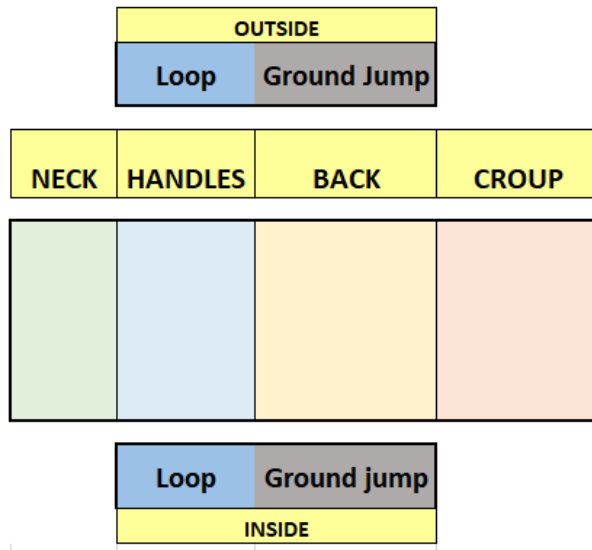 OUTSIDE
Loop Ground Jump
NECK HANDLES BACK CROUP
Loop Ground jump
INSIDE